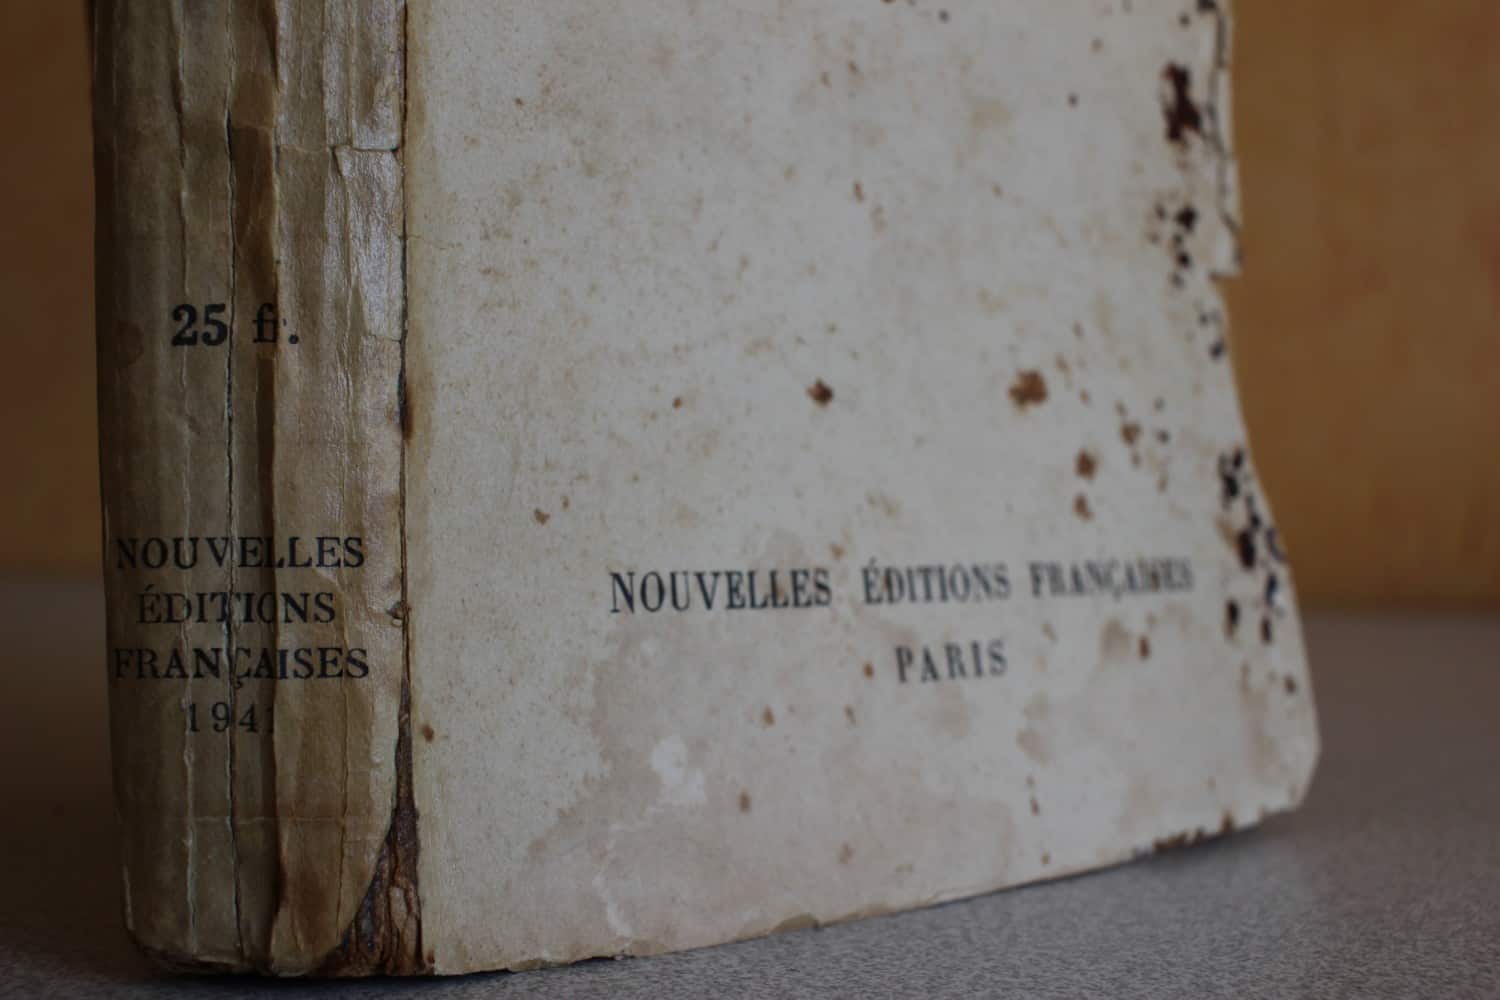 25 fr.
NOUVELLES
ÉDITIONS
FRANÇAISES
1941
NOUVELLES ÉDITIONS FRANÇAISES
PARIS